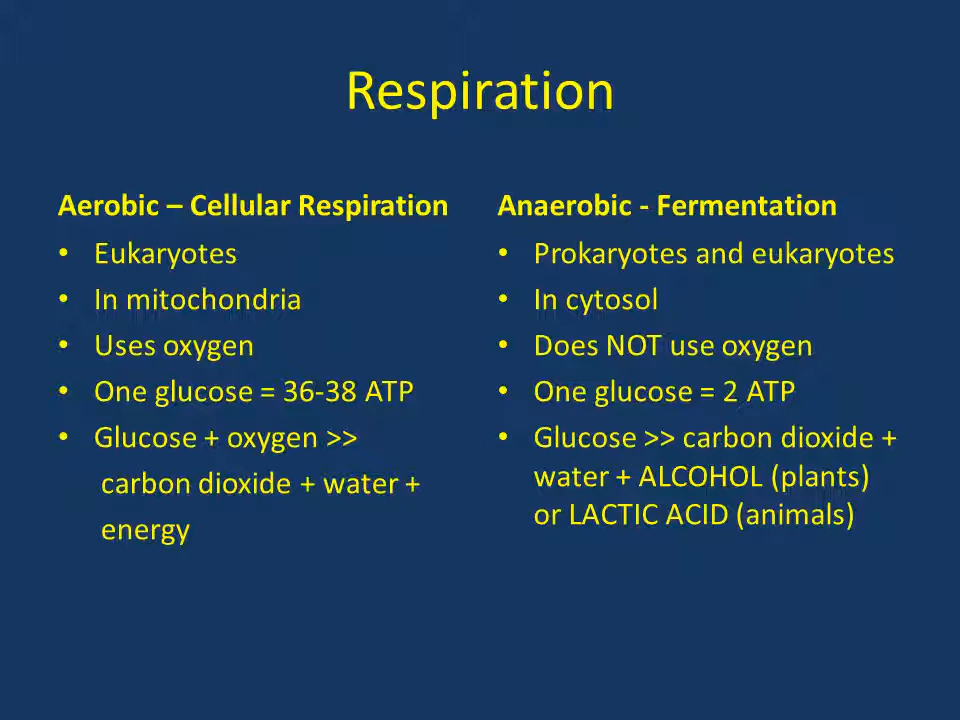 Respiration
Aerobic – Cellular Respiration
• Eukaryotes
• In mitochondria
• Uses oxygen
• One glucose = 36-38 ATP
• Glucose + oxygen >>
carbon dioxide + water +
energy
Anaerobic - Fermentation
• Prokaryotes and eukaryotes
• In cytosol
• Does NOT use oxygen
• One glucose = 2 ATP
• Glucose >> carbon dioxide +
water + ALCOHOL (plants)
or LACTIC ACID (animals)